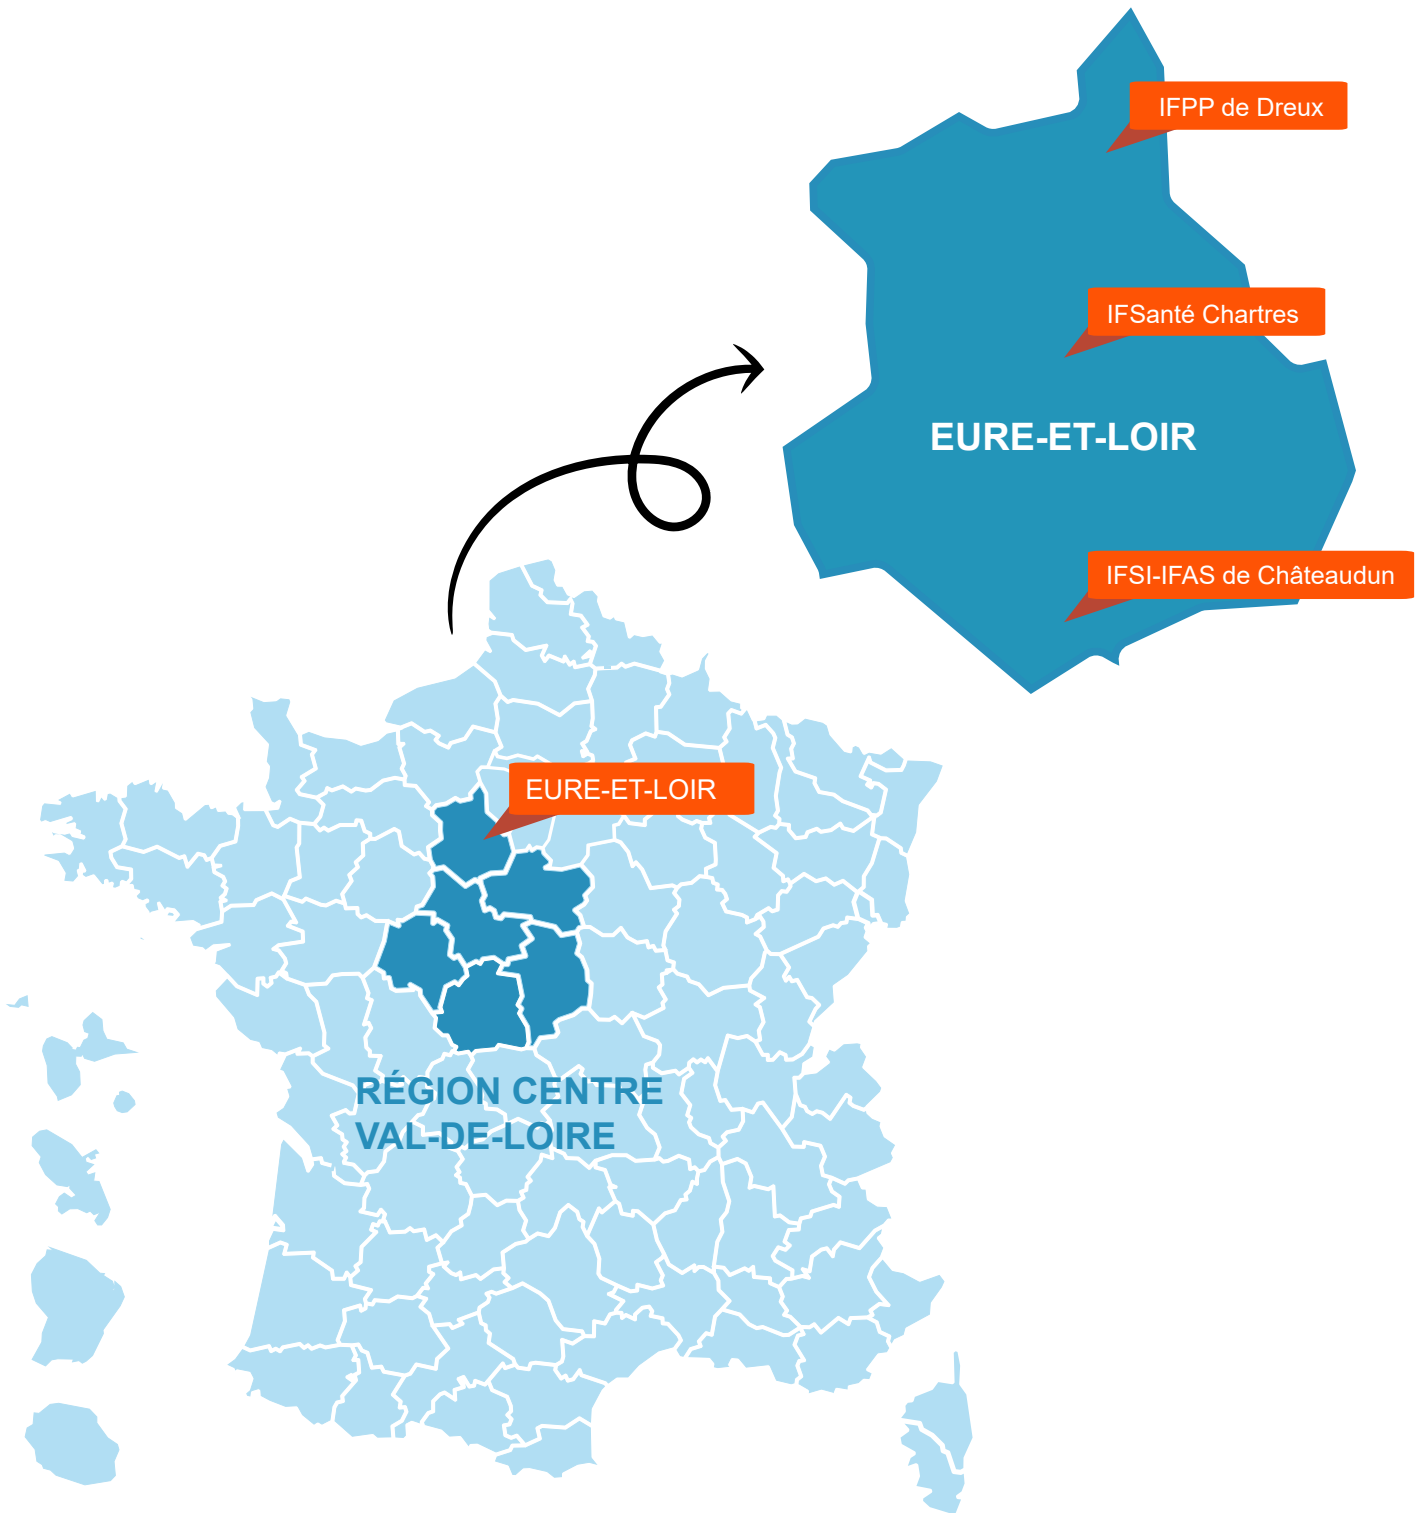 IFPP de Dreux
IFSanté Chartres
EURE-ET-LOIR
IFSI-IFAS de Châteaudun
EURE-ET-LOIR
RÉGION CENTRE
VAL-DE-LOIRE